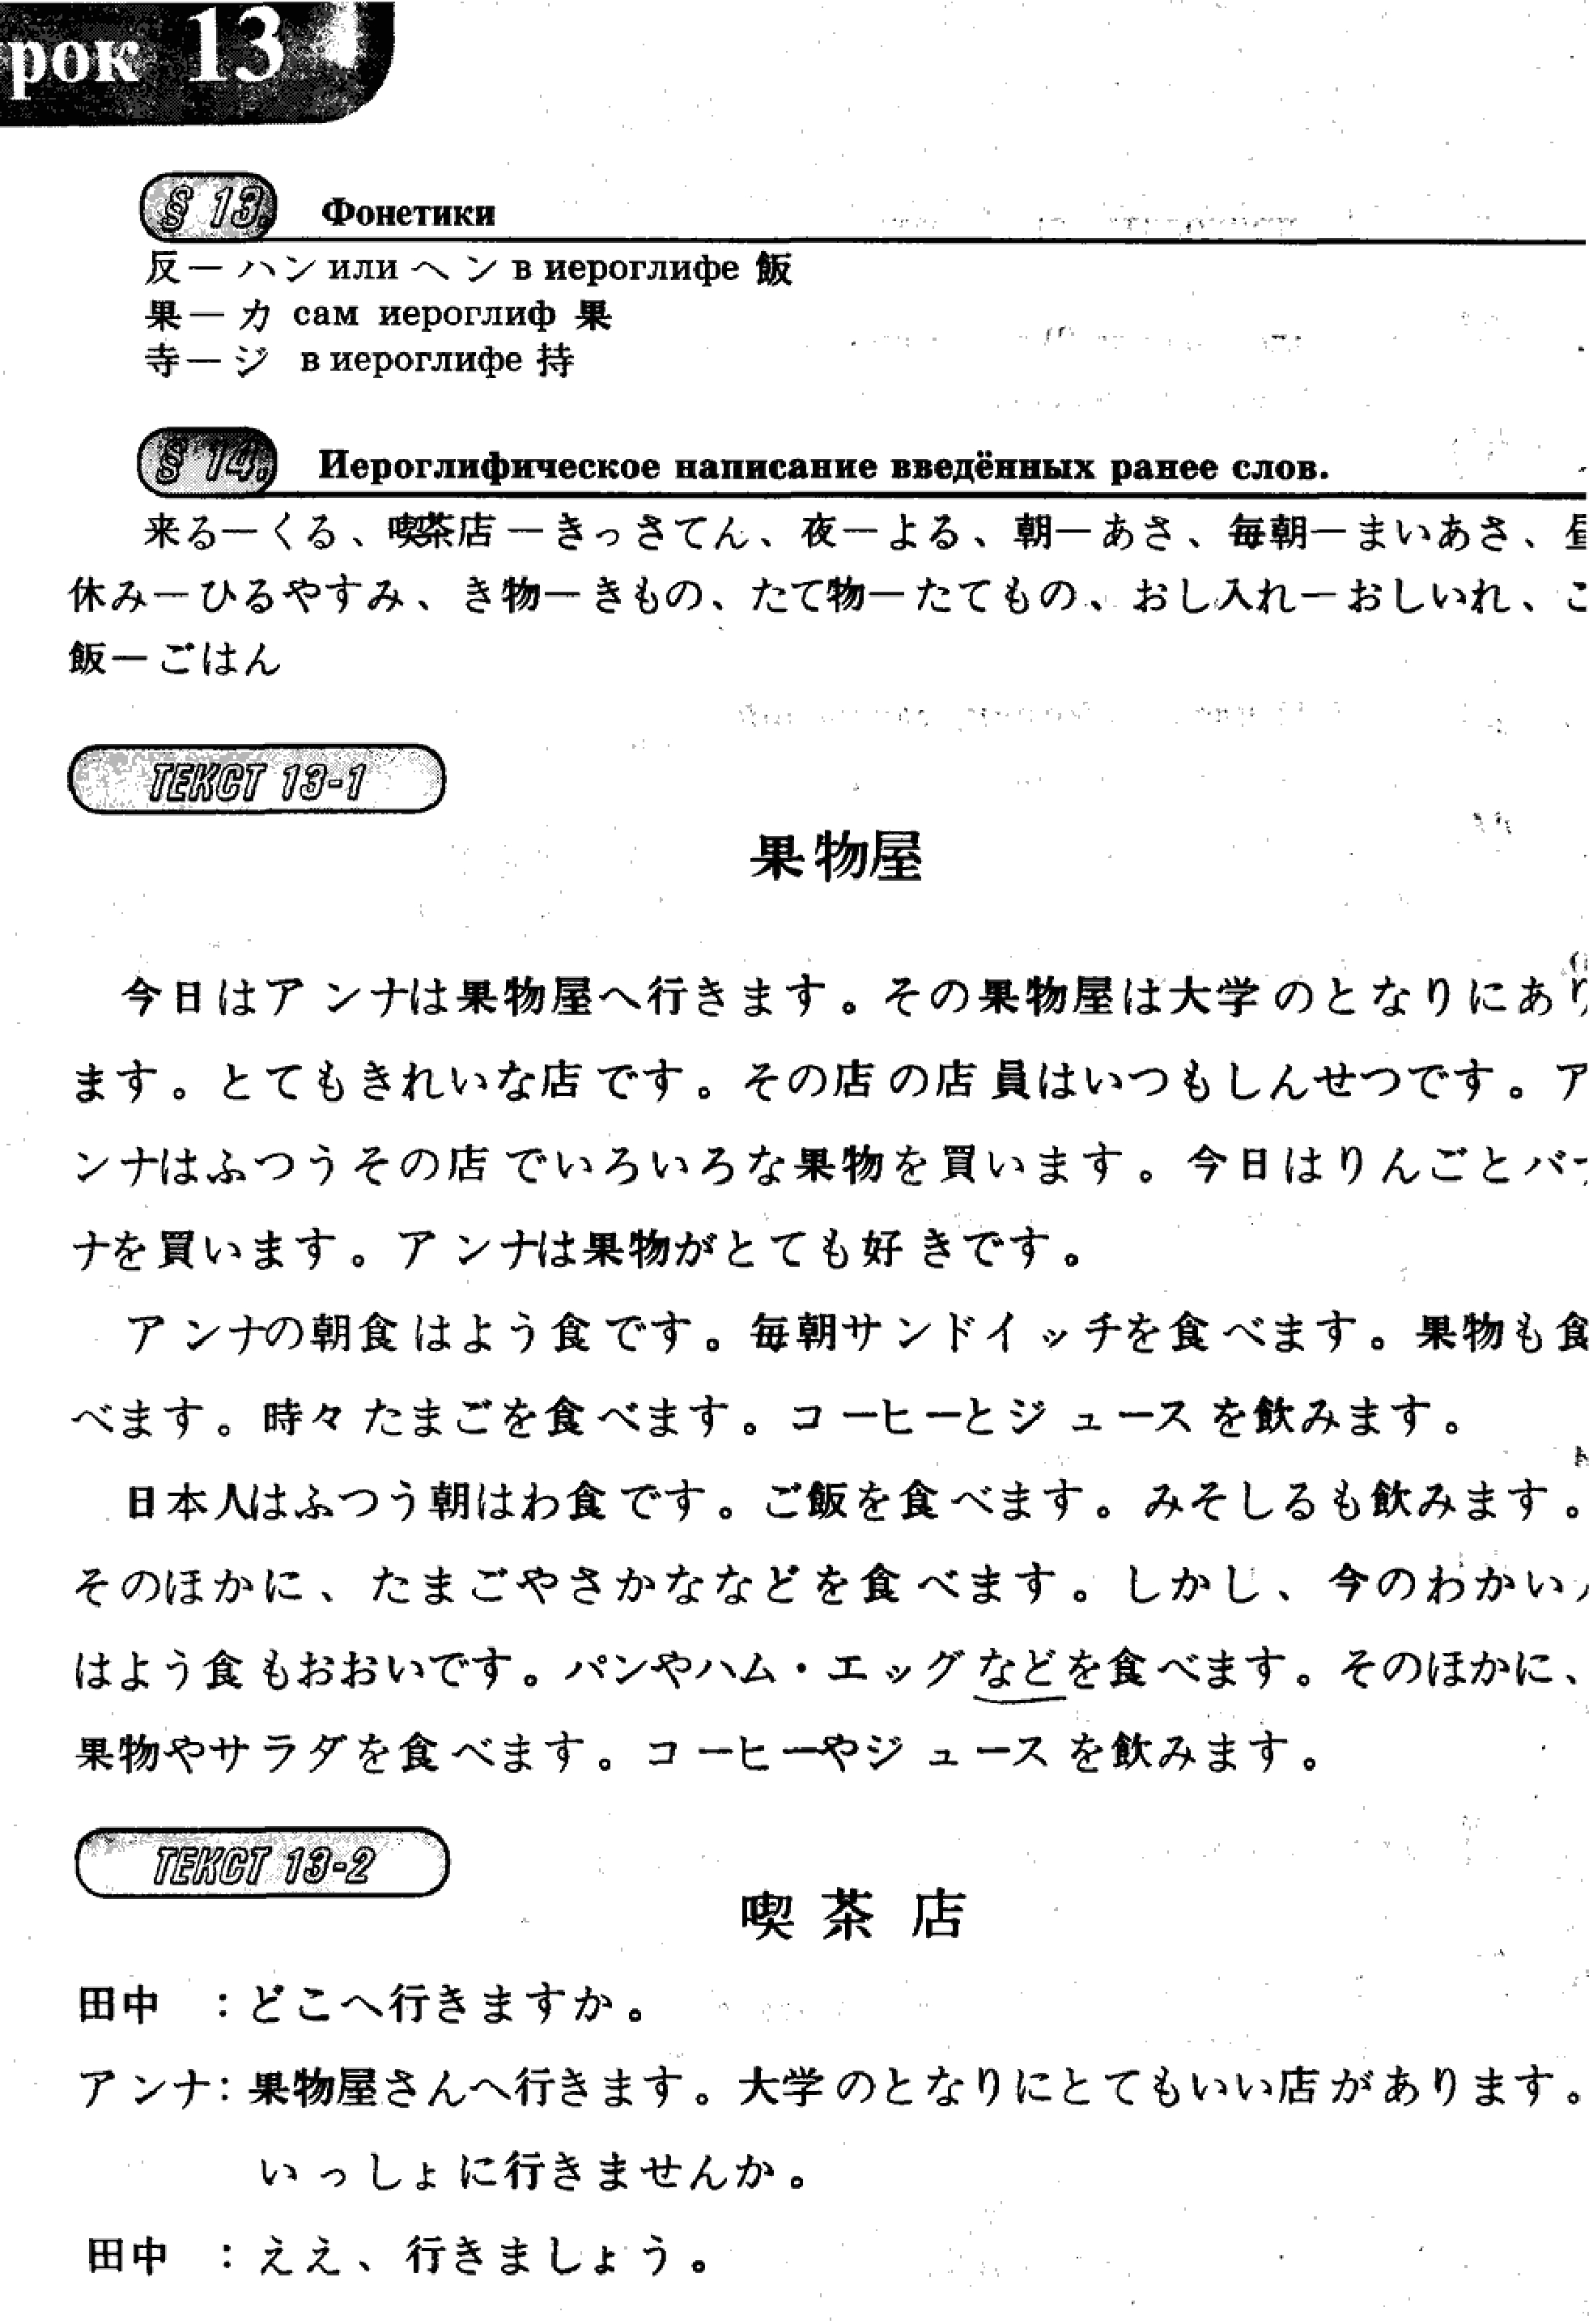 рок 13
§ 13. Фонетики
反— ハン или ヘン в иероглифе 飯
果— カ сам иероглиф 果
寺— ジ в иероглифе 持
§ 14. Иероглифическое написание введённых ранее слов.
来る—くる、喫茶店—きっさてん、夜—よる、朝—あさ、毎朝—まいあさ、昼
休み—ひるやすみ、き物—きもの、たて物—たてもの、おし入れ—おしいれ、ご
飯—ごはん
ТЕКСТ 13-1
果物屋
今日はアンナは果物屋へ行きます。その果物屋は大学のとなりにあり
ます。とてもきれいな店です。その店の店員はいつもしんせつです。ア
ンナはふつうその店でいろいろな果物を買います。今日はりんごとバナ
ナを買います。アンナは果物がとても好きです。
アンナの朝食はよう食です。毎朝サンドイッチを食べます。果物も食
べます。時々たまごを食べます。コーヒーとジュースを飲みます。
日本人はふつう朝はわ食です。ご飯を食べます。みそしるも飲みます。
そのほかに、たまごやさかななどを食べます。しかし、今のわかい人
はよう食もおおいです。パンやハム・エッグなどを食べます。そのほかに、
果物やサラダを食べます。コーヒーやジュースを飲みます。
ТЕКСТ 13-2
喫茶店
田中　：どこへ行きますか。
アンナ：果物屋さんへ行きます。大学のとなりにとてもいい店があります。
いっしょに行きませんか。
田中　：ええ、行きましょう。